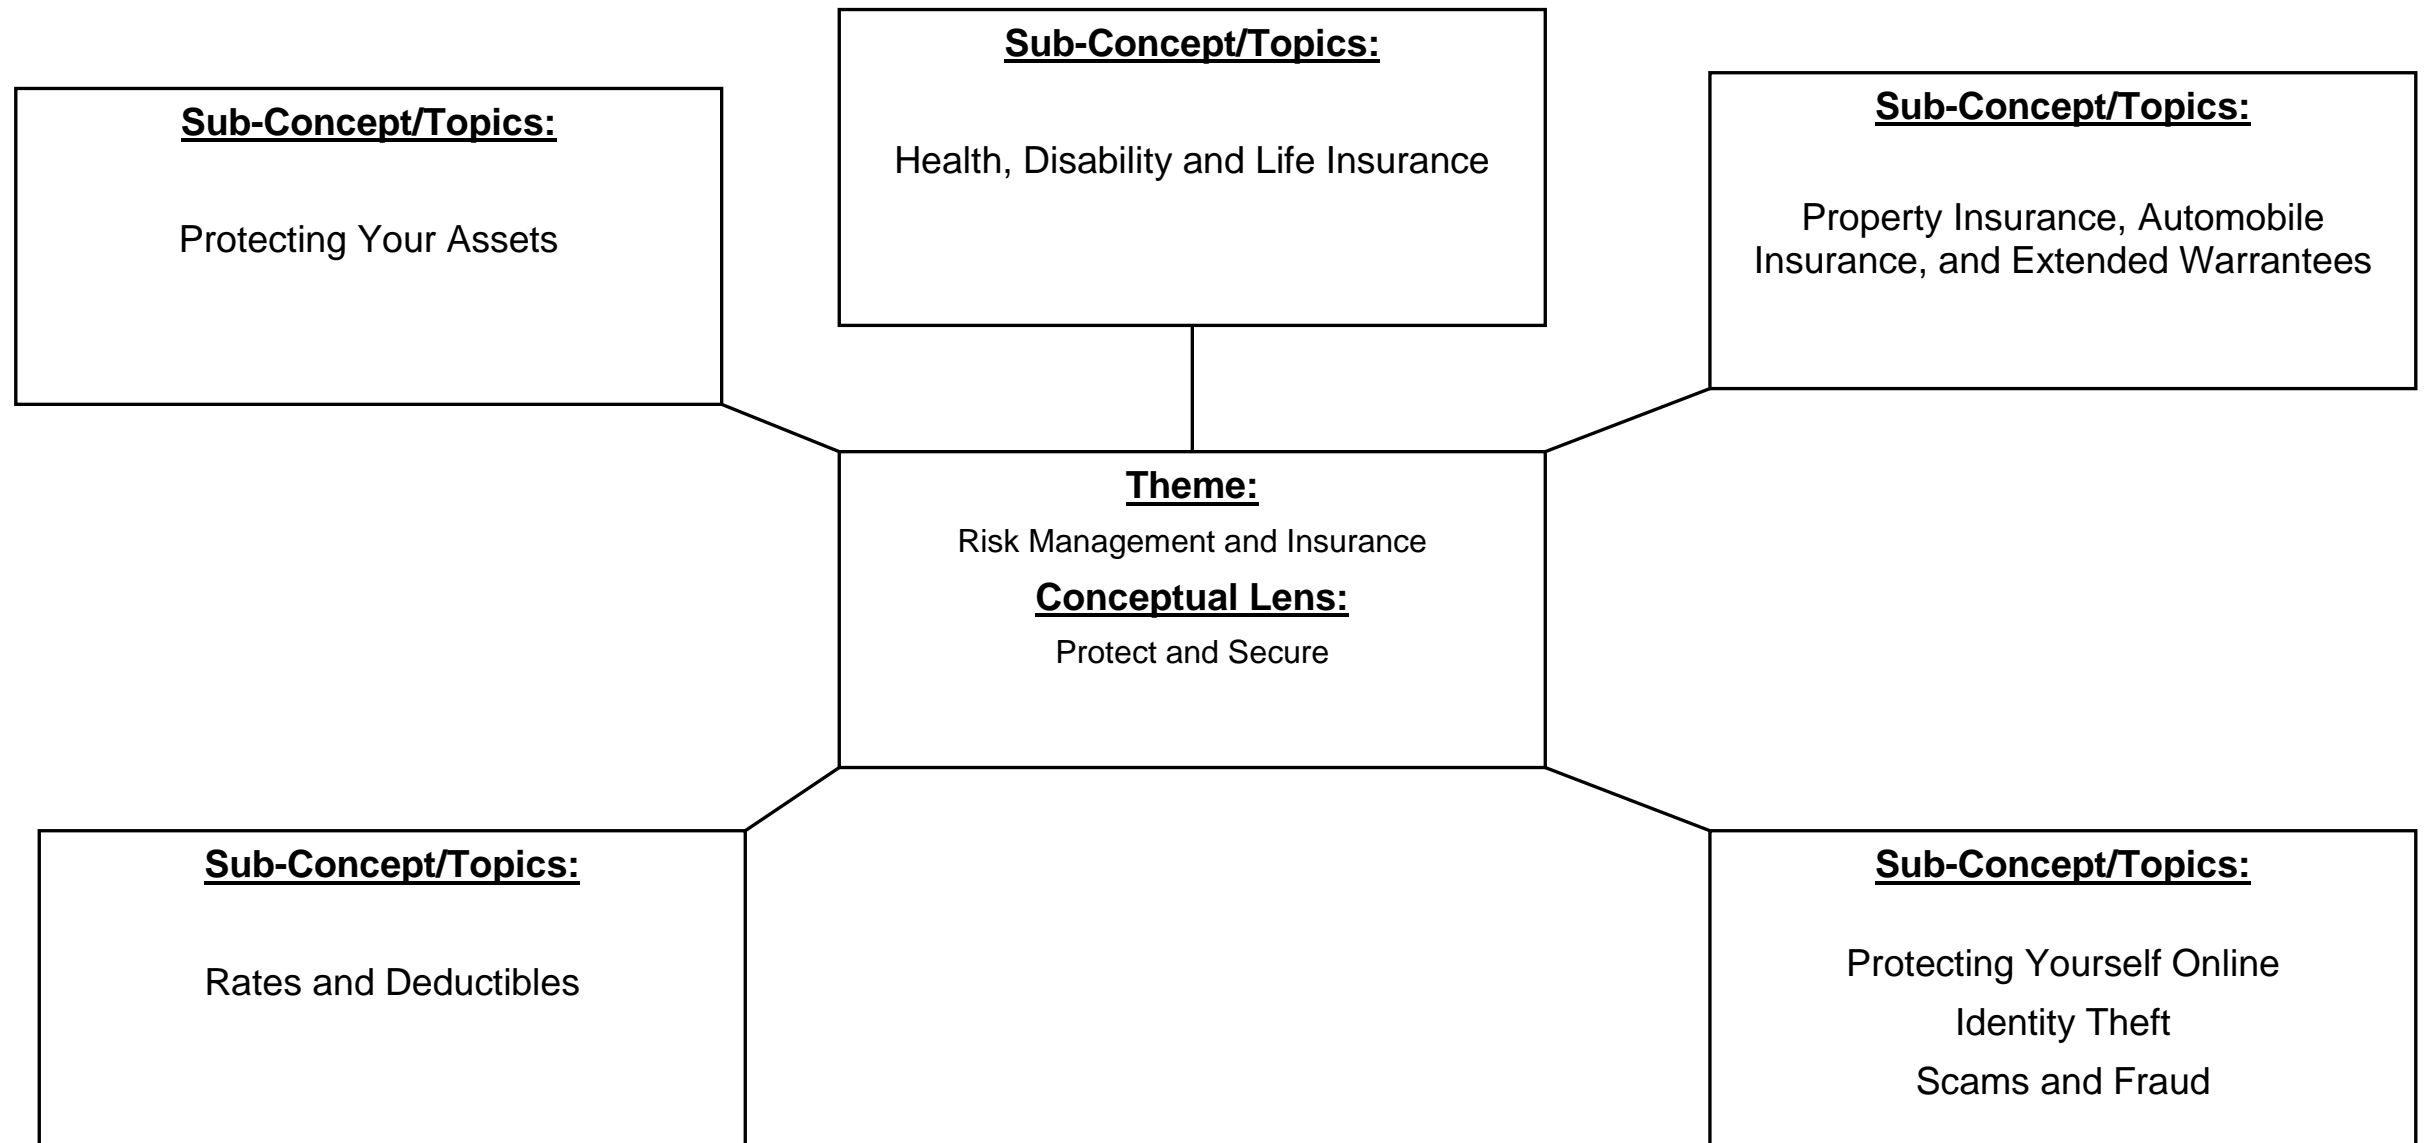 Sub-Concept/Topics:
Protecting Your Assets
Sub-Concept/Topics:
Health, Disability and Life Insurance
Sub-Concept/Topics:
Property Insurance, Automobile
Insurance, and Extended Warrantees
Theme:
Risk Management and Insurance
Conceptual Lens:
Protect and Secure
Sub-Concept/Topics:
Rates and Deductibles
Sub-Concept/Topics:
Protecting Yourself Online
Identity Theft
Scams and Fraud